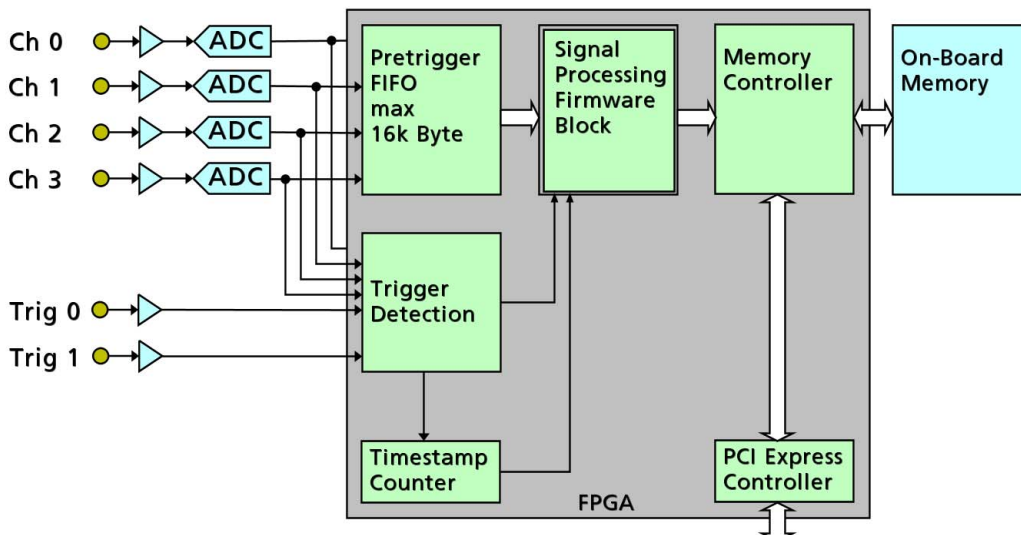 Ch 0
ADC
Ch 1
ADC
Ch 2
ADC
Ch 3
ADC
Trig 0
Trig 1
Pretrigger
FIFO
max
16k Byte
Signal
Processing
Firmware
Block
Memory
Controller
On-Board
Memory
Trigger
Detection
Timestamp
Counter
PCI Express
Controller
FPGA